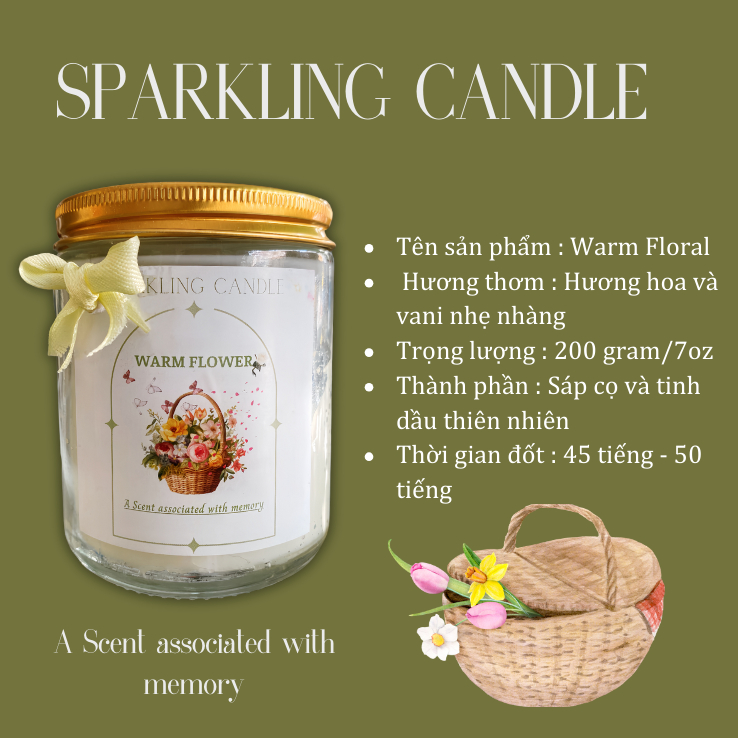 SPARKLING CANDLE
KLING CANDLE
WARM FLOWER
A Scent associated with memory
• Tên sản phẩm : Warm Floral
• Hương thơm : Hương hoa và
vani nhẹ nhàng
• Trọng lượng : 200 gram/7oz
• Thành phần : Sáp cọ và tinh
dầu thiên nhiên
• Thời gian đốt : 45 tiếng - 50
tiếng
A Scent associated with
memory